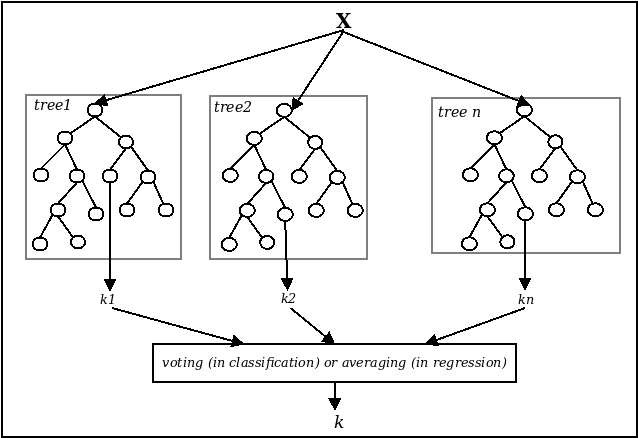 X
tree1
tree2
tree n
k1
k2
kn
voting (in classification) or averaging (in regression)
k